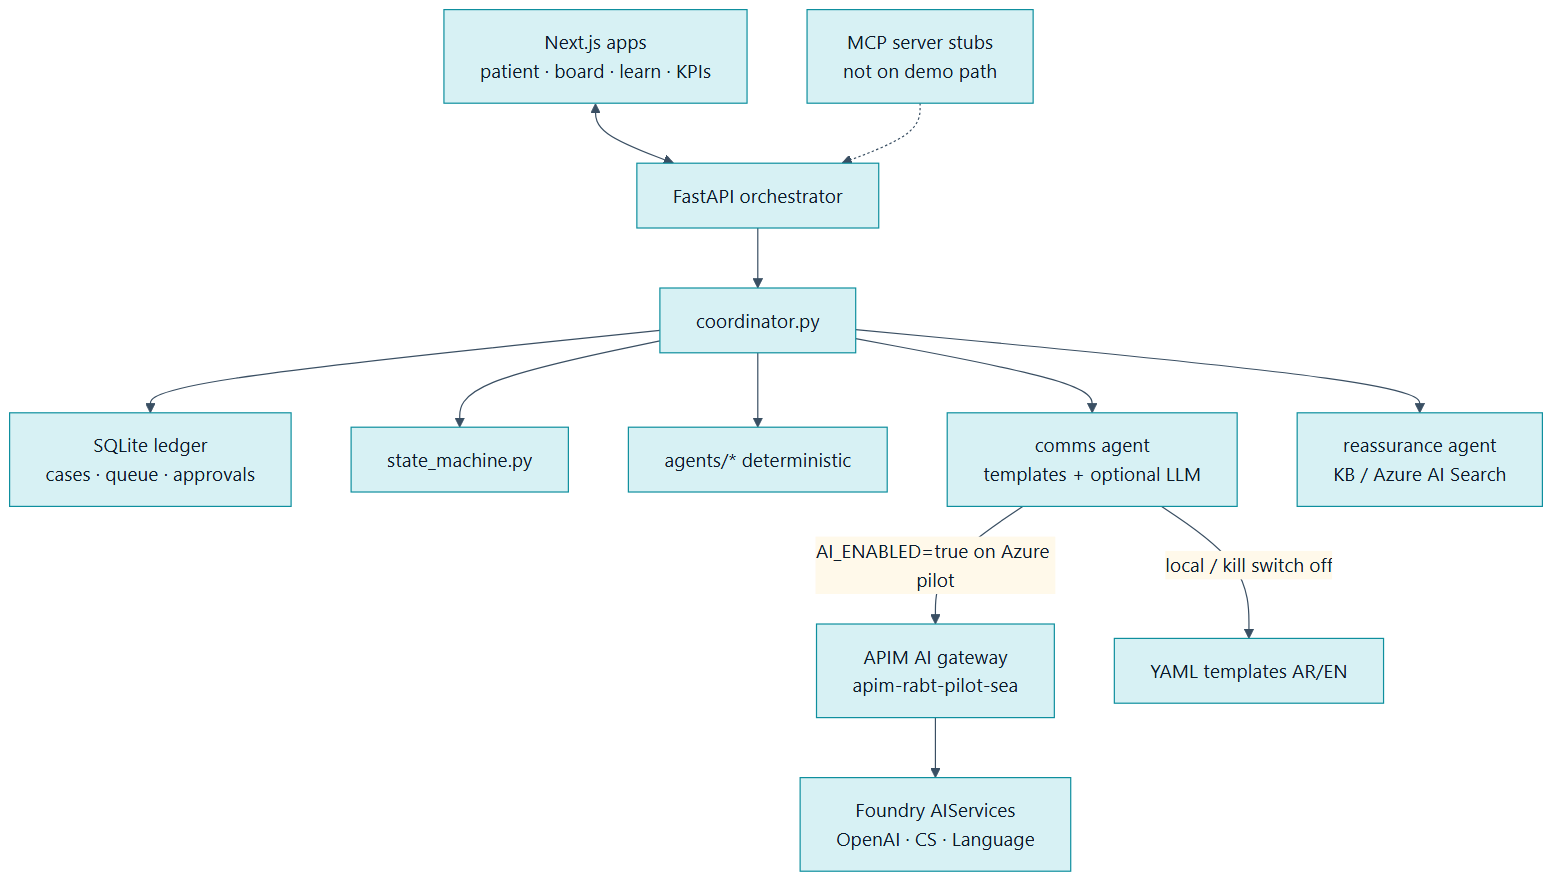 Next.js apps
patient · board · learn · KPIs
MCP server stubs
not on demo path
FastAPI orchestrator
coordinator.py
SQLite ledger
cases · queue · approvals
state_machine.py
agents/* deterministic
comms agent
templates + optional LLM
reassurance agent
KB / Azure AI Search
AI_ENABLED=true on Azure
pilot
local / kill switch off
APIM AI gateway
apim-rabt-pilot-sea
YAML templates AR/EN
Foundry AIServices
OpenAI · CS · Language